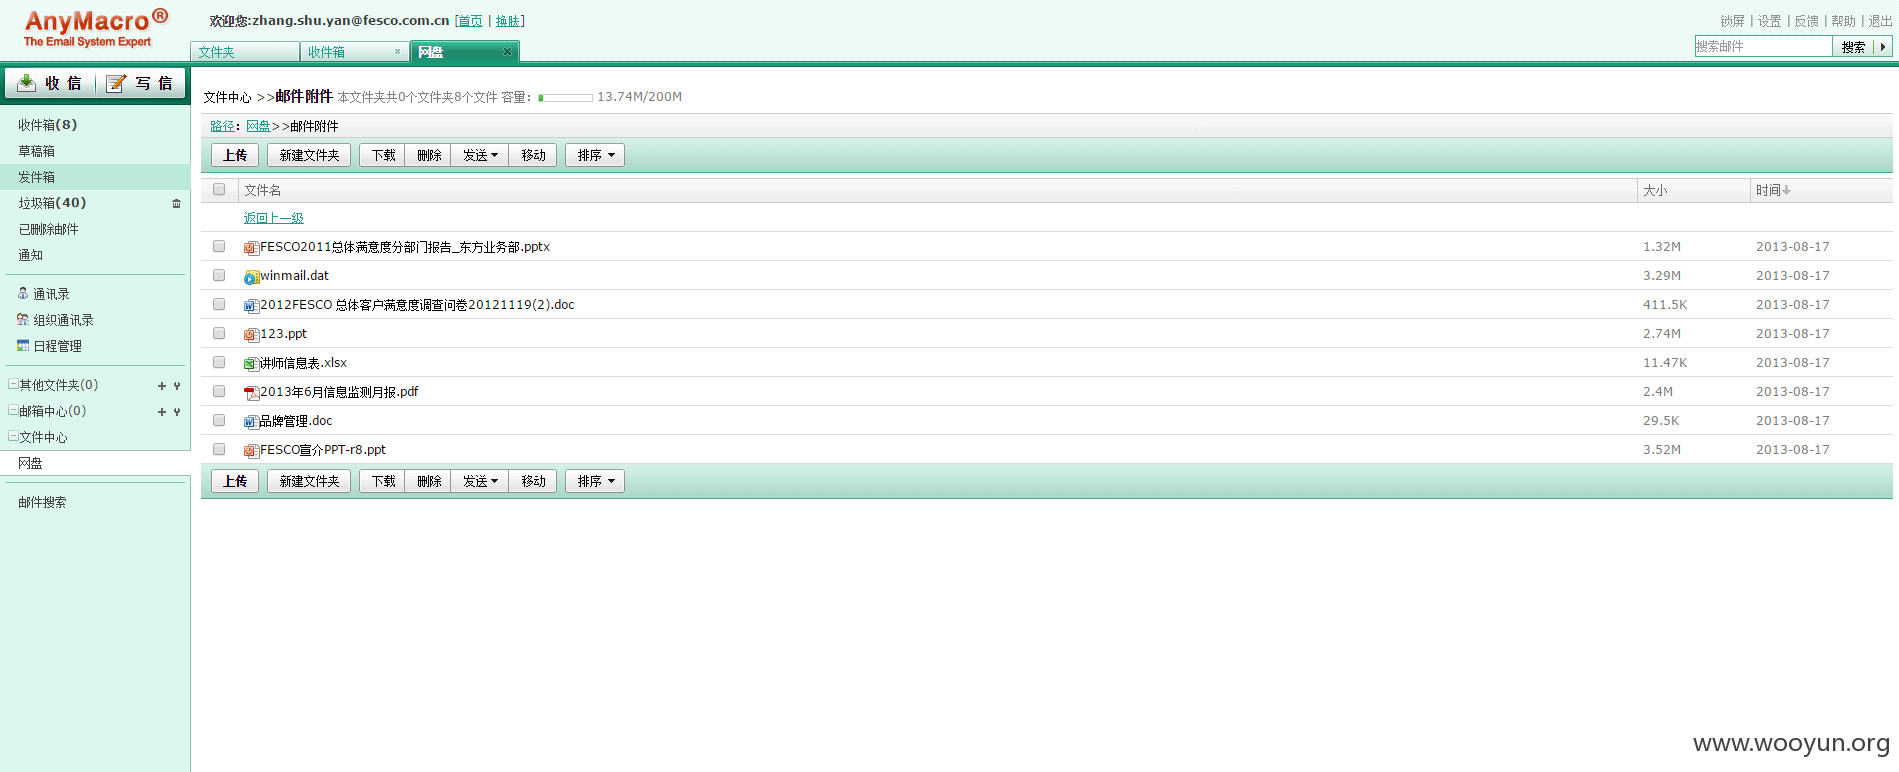 AnyMacro®
The Email System Expert
欢迎您:zhang.shu.yan@fesco.com.cn [首页 | 换肤]
锁屏 | 设置 | 反馈 | 帮助 | 退出
文件夹 收件箱 网盘
搜索邮件 搜索
收 信 写 信
收件箱(8)
草稿箱
发件箱
垃圾箱(40)
已删除邮件
通知
通讯录
组织通讯录
日程管理
其他文件夹(0)
邮箱中心(0)
文件中心
网盘
邮件搜索
文件中心 >>邮件附件 本文件夹共0个文件夹8个文件 容量: 13.74M/200M
路径: 网盘>>邮件附件
上传 新建文件夹 下载 删除 发送 移动 排序
文件名 大小 时间
返回上一级
FESCO2011总体满意度分部门报告_东方业务部.pptx 1.32M 2013-08-17
winmail.dat 3.29M 2013-08-17
2012FESCO 总体客户满意度调查问卷20121119(2).doc 411.5K 2013-08-17
123.ppt 2.74M 2013-08-17
讲师信息表.xlsx 11.47K 2013-08-17
2013年6月信息监测月报.pdf 2.4M 2013-08-17
品牌管理.doc 29.5K 2013-08-17
FESCO宣介PPT-r8.ppt 3.52M 2013-08-17
上传 新建文件夹 下载 删除 发送 移动 排序
www.wooyun.org